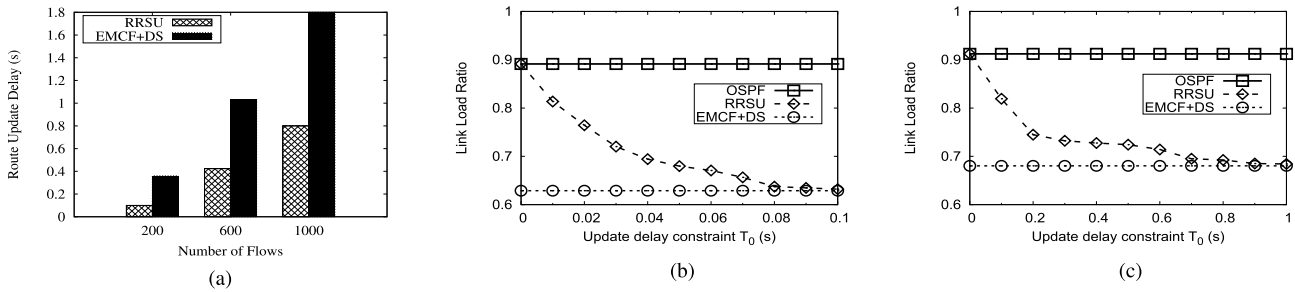 1.8
1.6
1.4
1.2
1
0.8
0.6
0.4
0.2
0
Route Update Delay (s)
RRSU
EMCF+DS
200 600 1000
Number of Flows
(a)
1
0.9
0.8
0.7
0.6
Link Load Ratio
OSPF
RRSU
EMCF+DS
0 0.02 0.04 0.06 0.08 0.1
Update delay constraint T0 (s)
(b)
1
0.9
0.8
0.7
0.6
Link Load Ratio
OSPF
RRSU
EMCF+DS
0 0.2 0.4 0.6 0.8 1
Update delay constraint T0 (s)
(c)